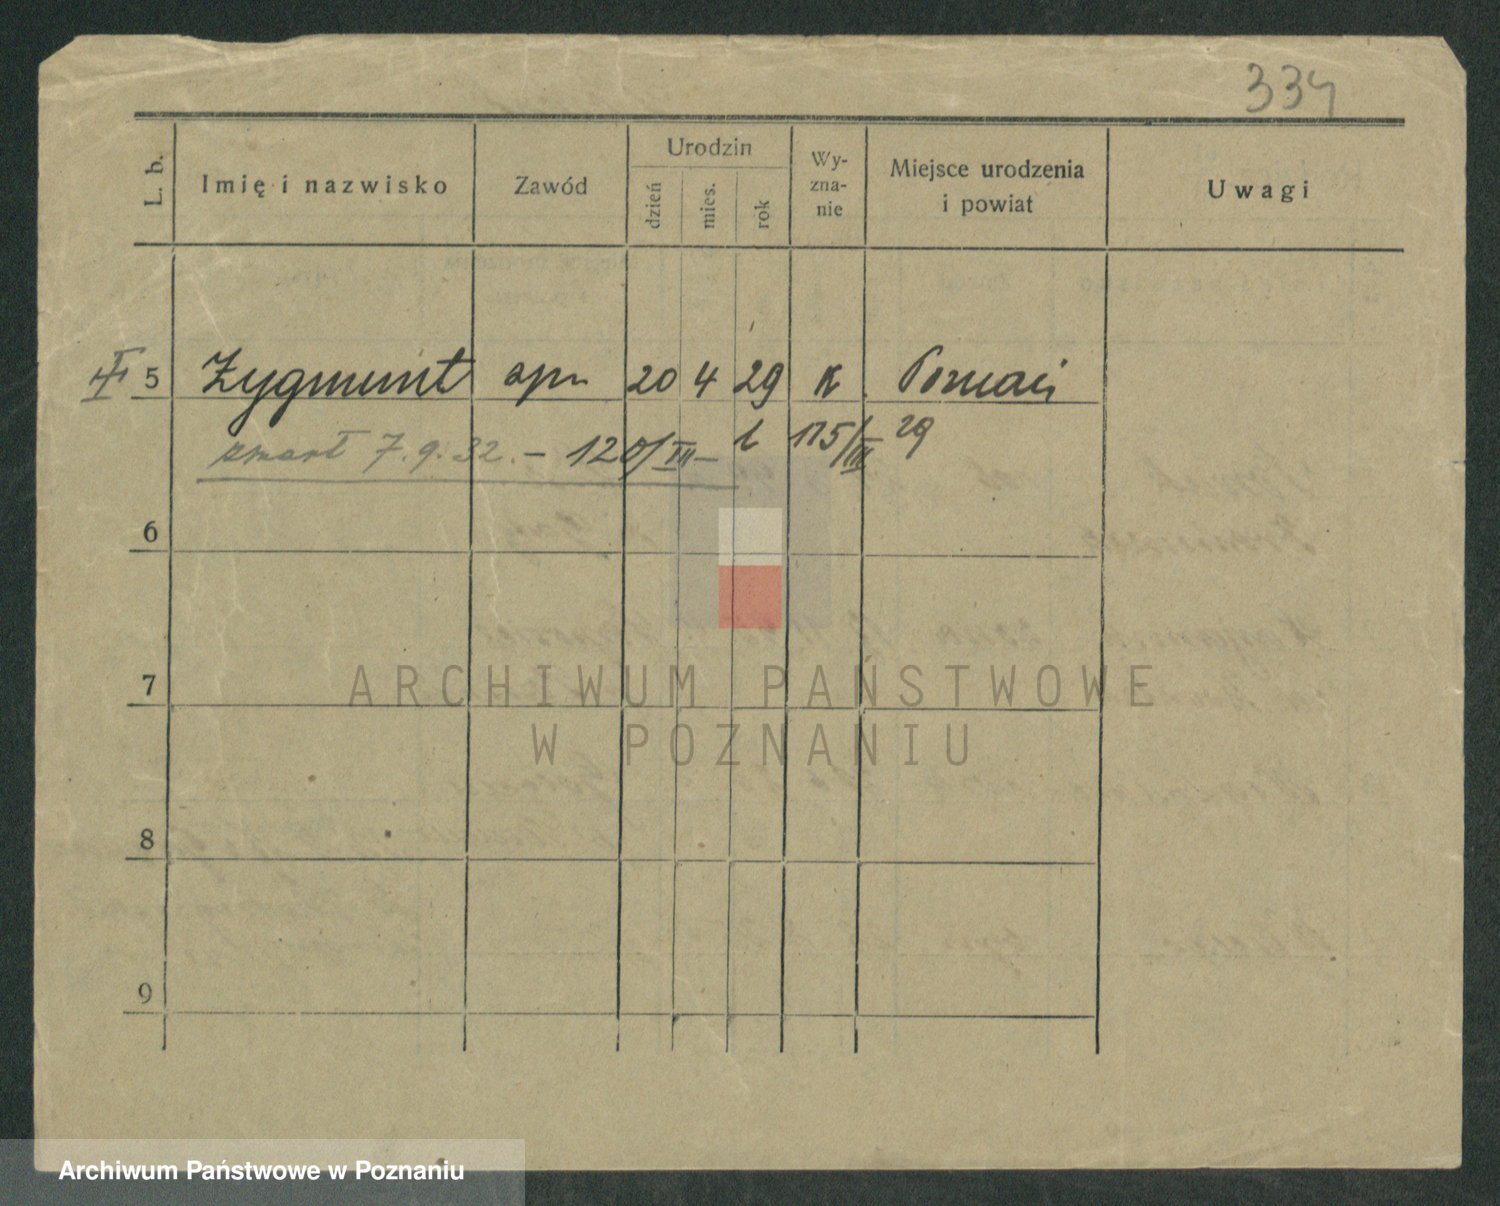 334
L. b. Imię i nazwisko Zawód Urodzin dzień mies. rok Wy-zna-nie Miejsce urodzenia i powiat Uwagi
5 Zygmunt syn 20 4 29 K Poznań
zmarł 7.9.32. – 120/III – l 175/III 29
6
7
8
9
ARCHIWUM PAŃSTWOWE
W POZNANIU
Archiwum Państwowe w Poznaniu